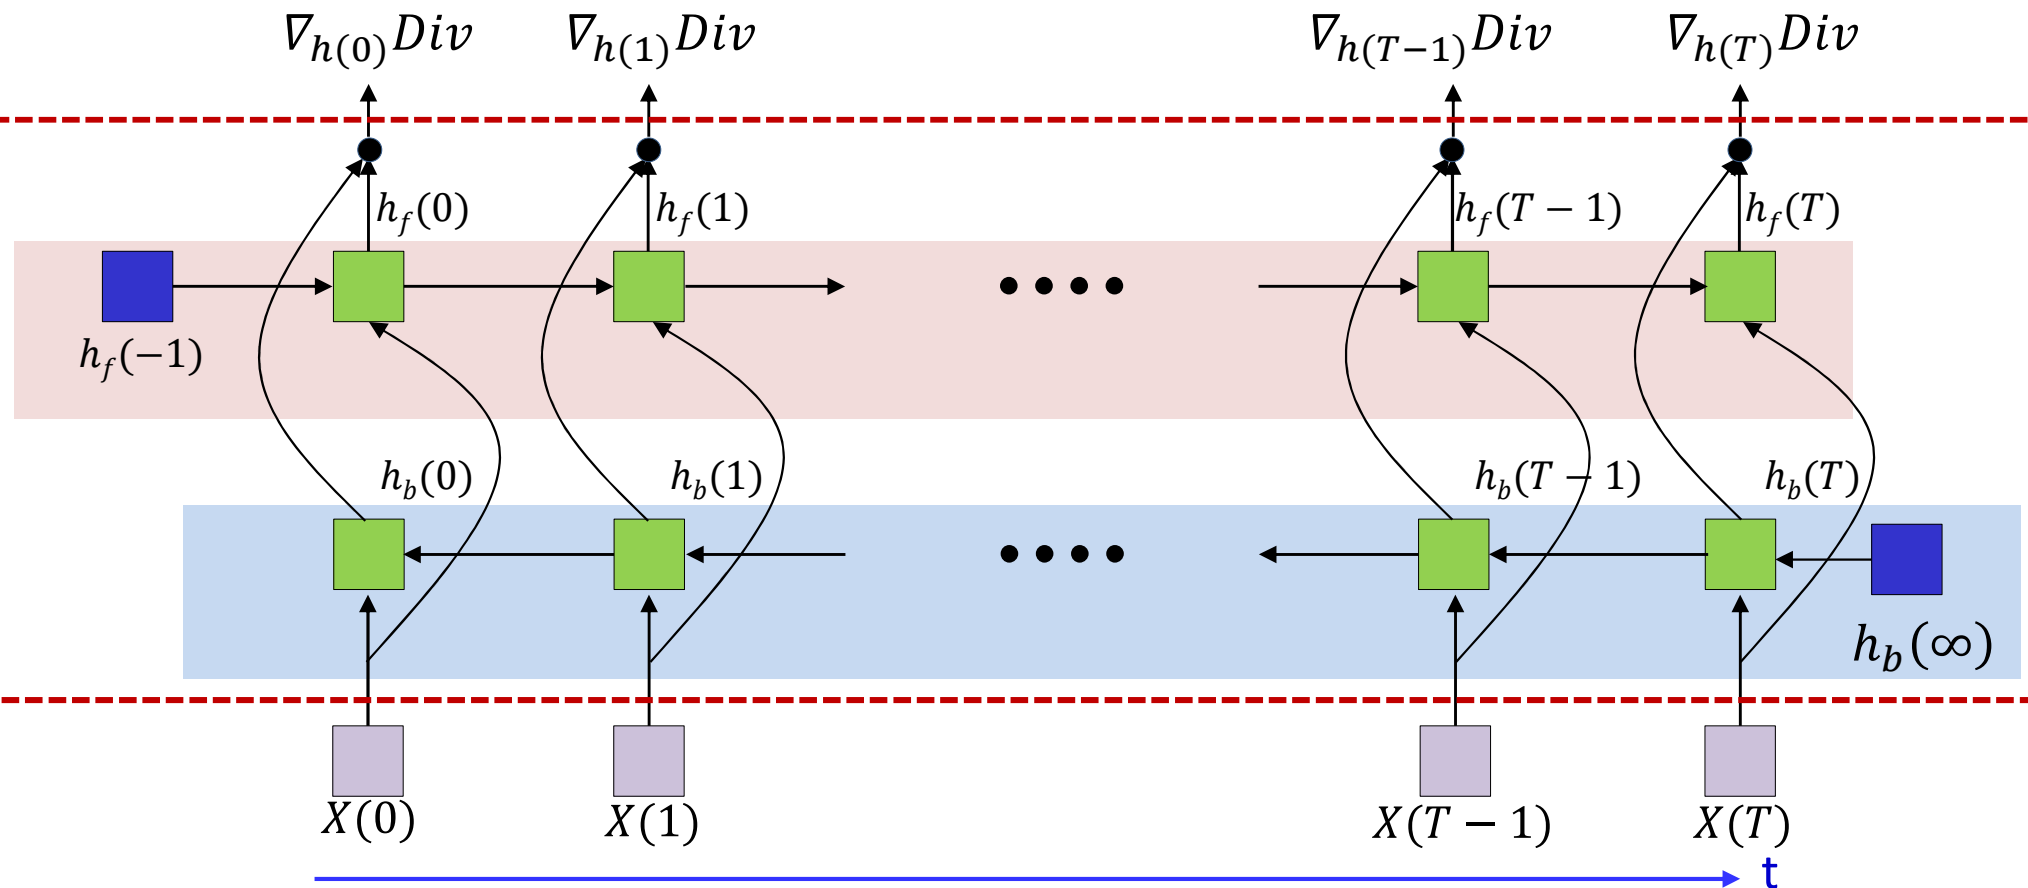 ∇h(0)Div ∇h(1)Div ∇h(T−1)Div ∇h(T)Div
hf(0) hf(1) hf(T − 1) hf(T)
hf(−1)
hb(0) hb(1) hb(T − 1) hb(T)
hb(∞)
X(0) X(1) X(T − 1) X(T)
t